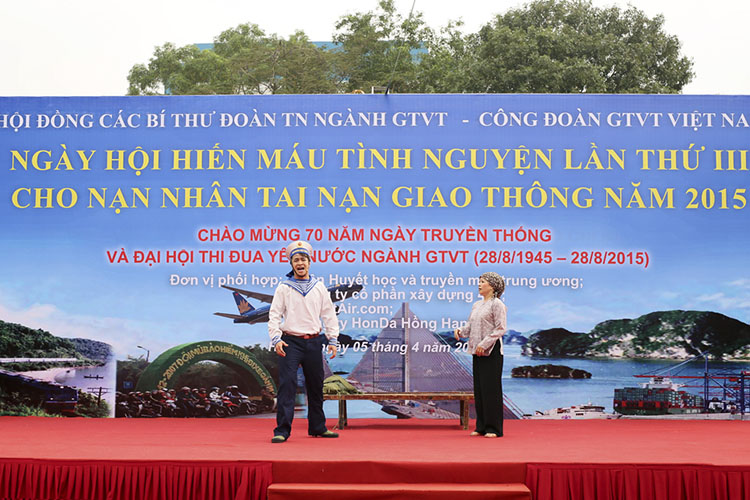 HỘI ĐỒNG CÁC BÍ THƯ ĐOÀN TN NGÀNH GTVT - CÔNG ĐOÀN GTVT VIỆT NA
NGÀY HỘI HIẾN MÁU TÌNH NGUYỆN LẦN THỨ III
CHO NẠN NHÂN TAI NẠN GIAO THÔNG NĂM 2015
CHÀO MỪNG 70 NĂM NGÀY TRUYỀN THỐNG
VÀ ĐẠI HỘI THI ĐUA YÊ NƯỚC NGÀNH GTVT (28/8/1945 – 28/8/2015)
Đơn vị phối hợp: ện Huyết học và truyền máu trung ương;
ty cổ phần xây dựng
Air.com;
ty HonDa Hồng Hạn
ngày 05 tháng 4 năm 20